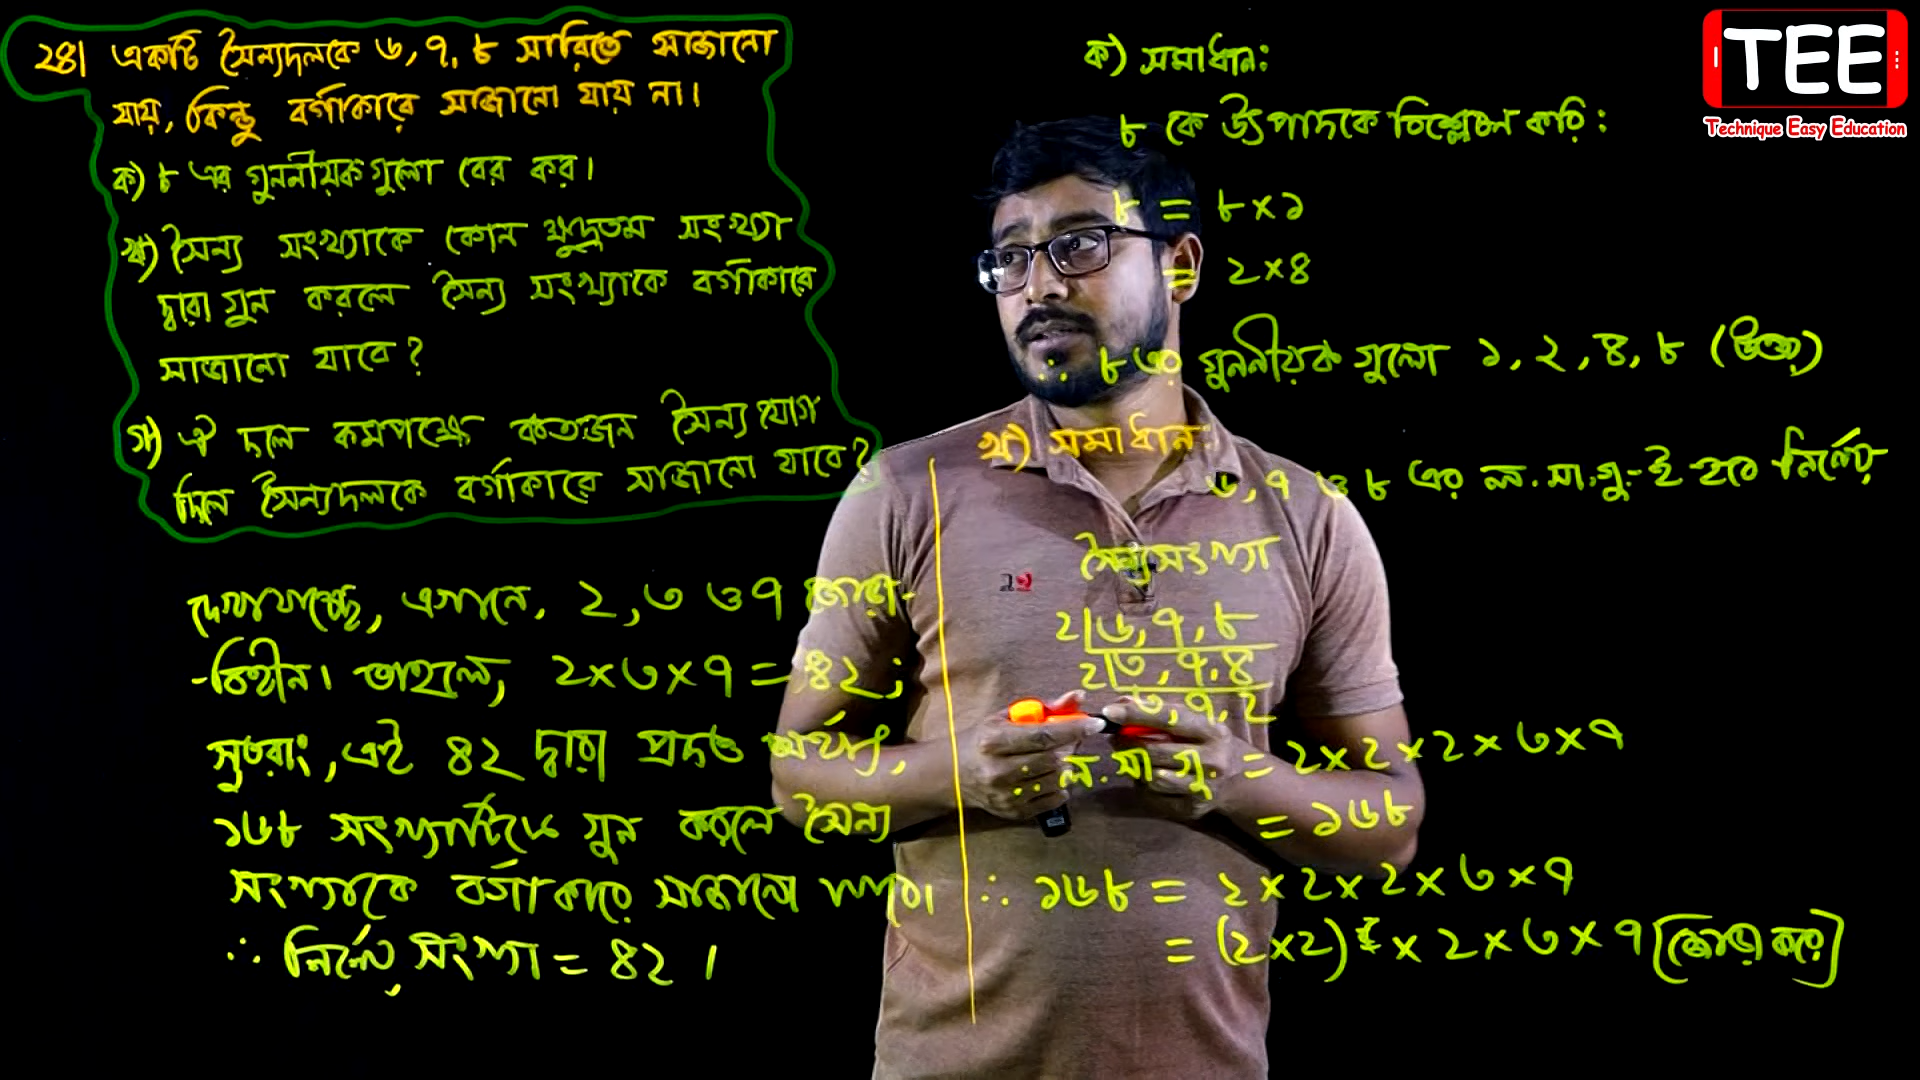 ২৪। একটি সৈন্যদলকে ৬, ৭, ৮ সারিতে সাজানো
যায়, কিন্তু বর্গাকারে সাজানো যায় না।
ক) ৮ এর গুননীয়কগুলো বের কর।
খ) সৈন্য সংখ্যাকে কোন ক্ষুদ্রতম সংখ্যা
দ্বারা গুন করলে সৈন্য সংখ্যাকে বর্গাকারে
সাজানো যাবে?
গ) ঐ দলে কমপক্ষে কতজন সৈন্য যোগ
দিলে সৈন্যদলকে বর্গাকারে সাজানো যাবে?
ক) সমাধান:
৮ কে উৎপাদকে বিশ্লেষন করি:
৮ = ৮×১
= ২×৪
∴ ৮ এর গুননীয়ক গুলো ১, ২, ৪, ৮ (উত্তর)
খ) সমাধান:
৬, ৭ ও ৮ এর ল.সা.গু-ই হবে নির্ণেয়
সৈন্যসংখ্যা
২|৬, ৭, ৮
২|৩, ৭, ৪
৩, ৭, ২
∴ ল.সা.গু. = ২×২×২×৩×৭
= ১৬৮
∴ ১৬৮ = ২×২×২×৩×৭
= (২×২) × ২×৩×৭ [জোড়া করে]
দেখাযাচ্ছে, এখানে, ২, ৩ ও ৭ জোড়া-
-বিহীন। তাহলে, ২×৩×৭ = ৪২;
সুতরাং, এই ৪২ দ্বারা প্রদত্ত অর্থাৎ,
১৬৮ সংখ্যাটিকে গুন করলে সৈন্য
সংখ্যাকে বর্গাকারে সাজানো যাবে।
∴ নির্ণেয় সংখ্যা = ৪২।
TEE
Technique Easy Education